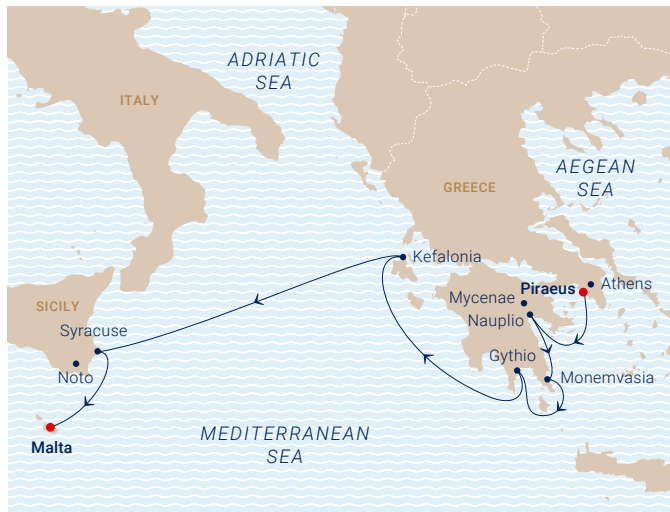 ADRIATIC
SEA
ITALY
AEGEAN
SEA
GREECE
Kefalonia
Piraeus
Athens
Mycenae
Nauplio
SICILY
Syracuse
Gythio
Noto
Monemvasia
MEDITERRANEAN
SEA
Malta